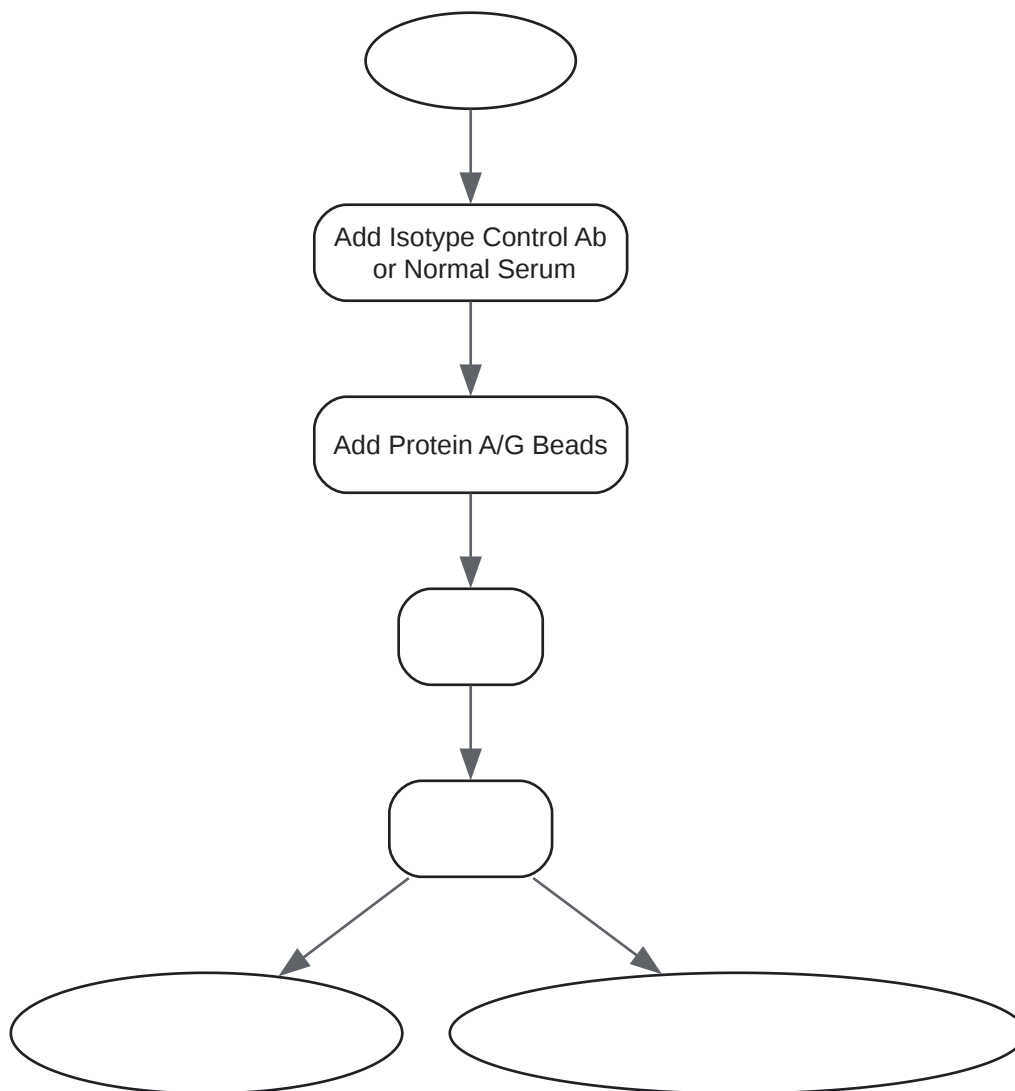 Add Isotype Control Ab
or Normal Serum
Add Protein A/G Beads